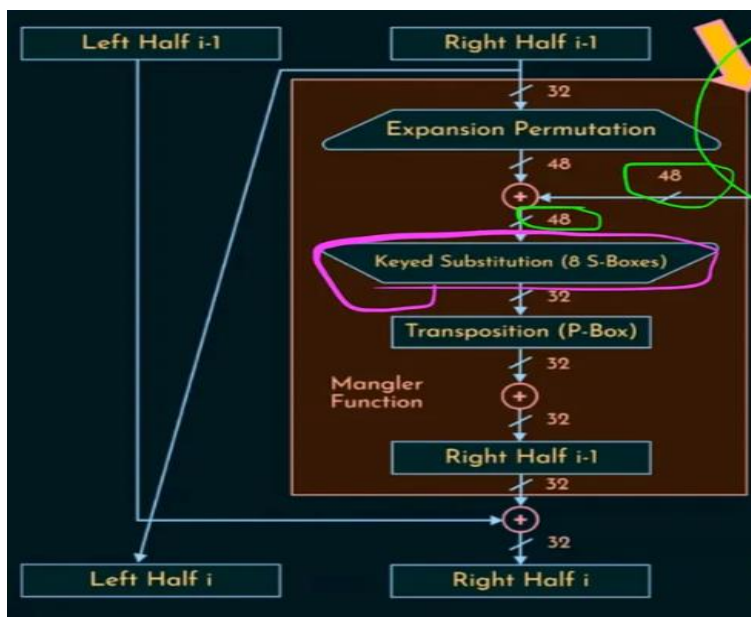 Left Half i-1
Right Half i-1
32
Expansion Permutation
48
48
+
48
Keyed Substitution (8 S-Boxes)
32
Transposition (P-Box)
32
Mangler
Function
+
32
Right Half i-1
32
+
32
Left Half i
Right Half i